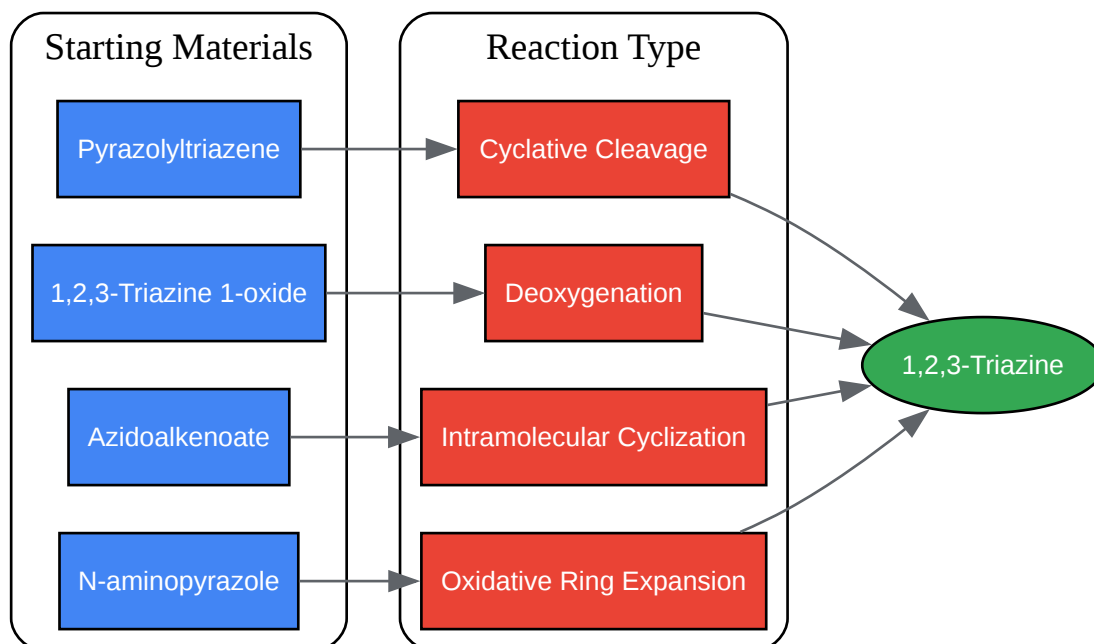 Starting Materials
Reaction Type
Pyrazolyltriazene
Cyclative Cleavage
1,2,3-Triazine 1-oxide
Deoxygenation
1,2,3-Triazine
Azidoalkenoate
Intramolecular Cyclization
N-aminopyrazole
Oxidative Ring Expansion